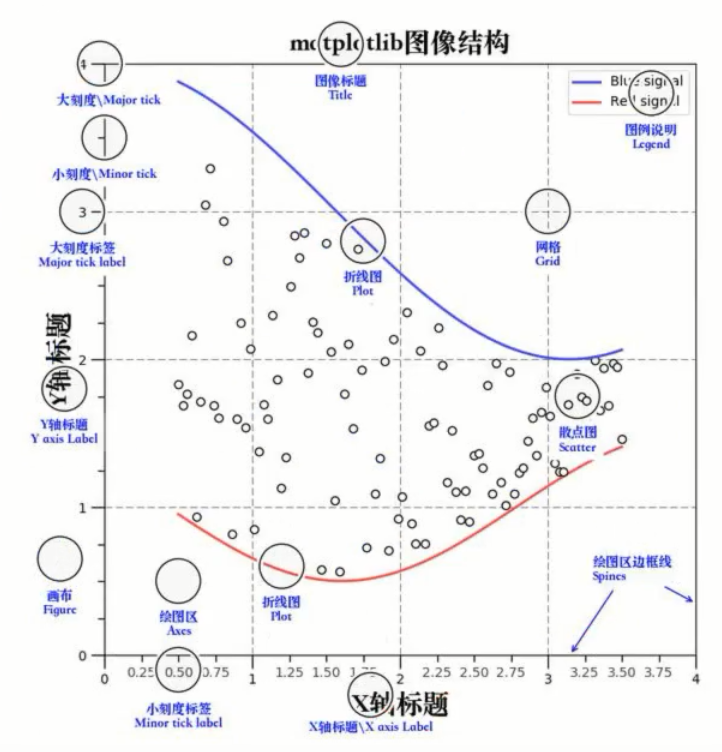 matplotlib图像结构
图像标题
Title
4
大刻度\Major tick
Blue signal
Red signal
图例说明
Legend
小刻度\Minor tick
3
大刻度标签
Major tick label
网格
Grid
折线图
Plot
Y轴标题
2
Y轴标题
Y axis Label
散点图
Scatter
1
画布
Figure
绘图区
Axes
折线图
Plot
绘图区边框线
Spines
0
0 0.25 0.50 0.75 1 1.25 1.50 1.75 2 2.25 2.50 2.75 3 3.25 3.50 3.75 4
小刻度标签
Minor tick label
X轴标题
X轴标题\X axis Label